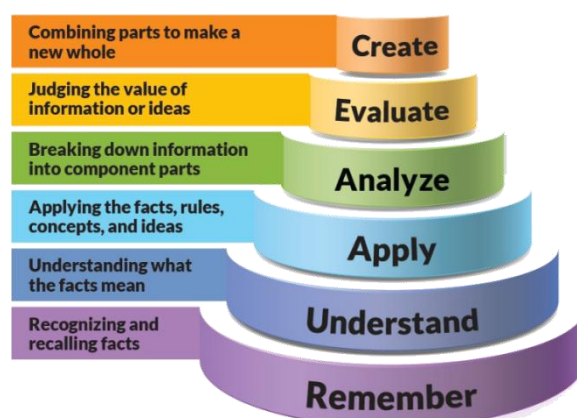 Combining parts to make a
new whole
Create
Judging the value of
information or ideas
Evaluate
Breaking down information
into component parts
Analyze
Applying the facts, rules,
concepts, and ideas
Apply
Understanding what
the facts mean
Understand
Recognizing and
recalling facts
Remember